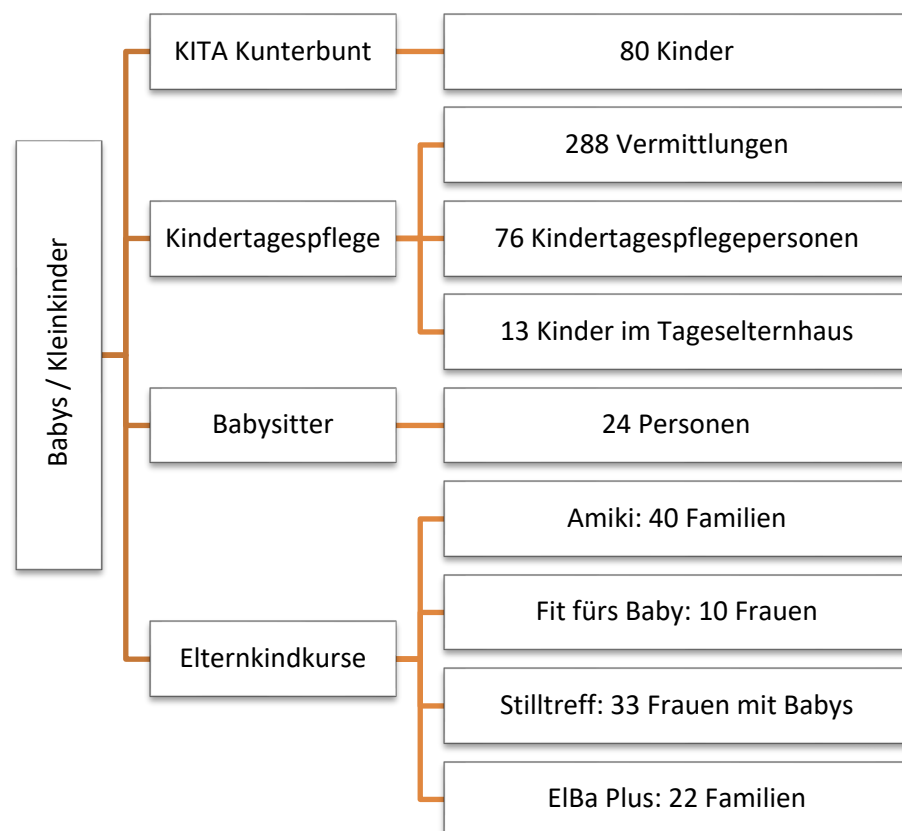 Babys / Kleinkinder
KITA Kunterbunt
80 Kinder
Kindertagespflege
288 Vermittlungen
76 Kindertagespflegepersonen
13 Kinder im Tageselternhaus
Babysitter
24 Personen
Elternkindkurse
Amiki: 40 Familien
Fit fürs Baby: 10 Frauen
Stilltreff: 33 Frauen mit Babys
ElBa Plus: 22 Familien